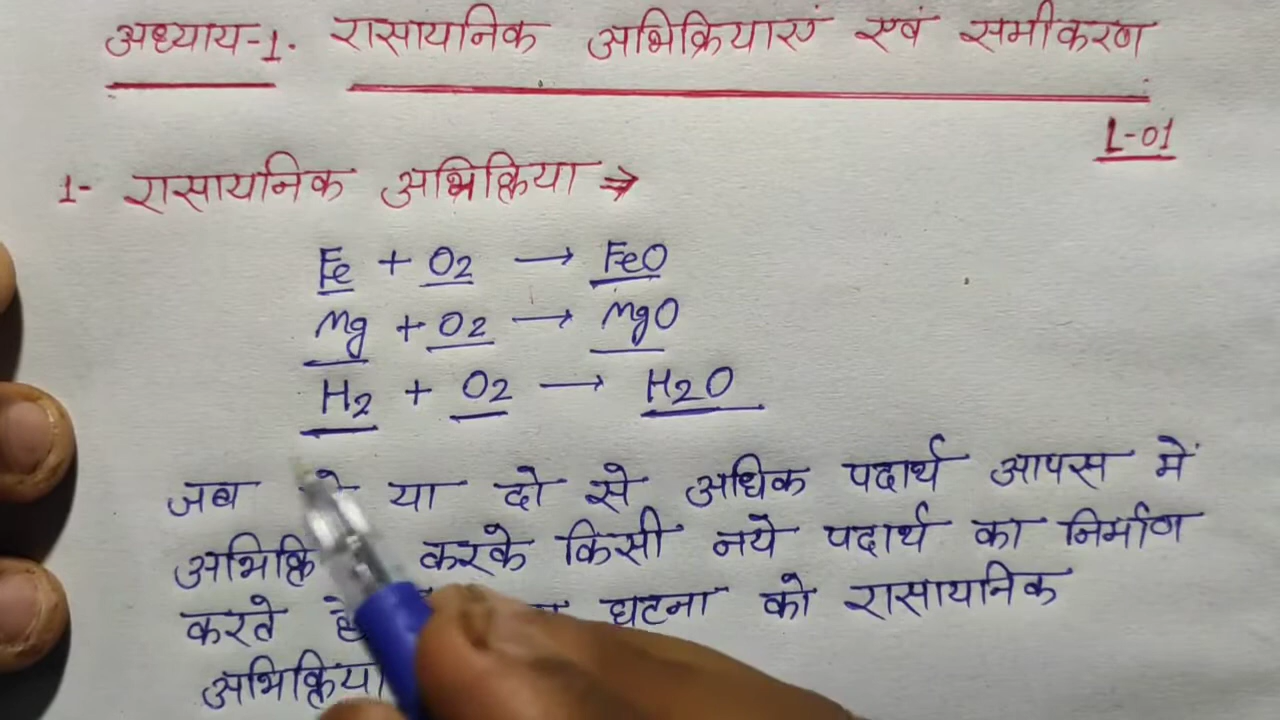 अध्याय-1. रासायनिक अभिक्रियाएं एवं समीकरण
L-01
1- रासायनिक अभिक्रिया →
Fe + O2 → FeO
Mg + O2 → MgO
H2 + O2 → H2O
जब या दो से अधिक पदार्थ आपस में
करके किसी नये पदार्थ का निर्माण
करते घटना को रासायनिक
अभिक्रिया